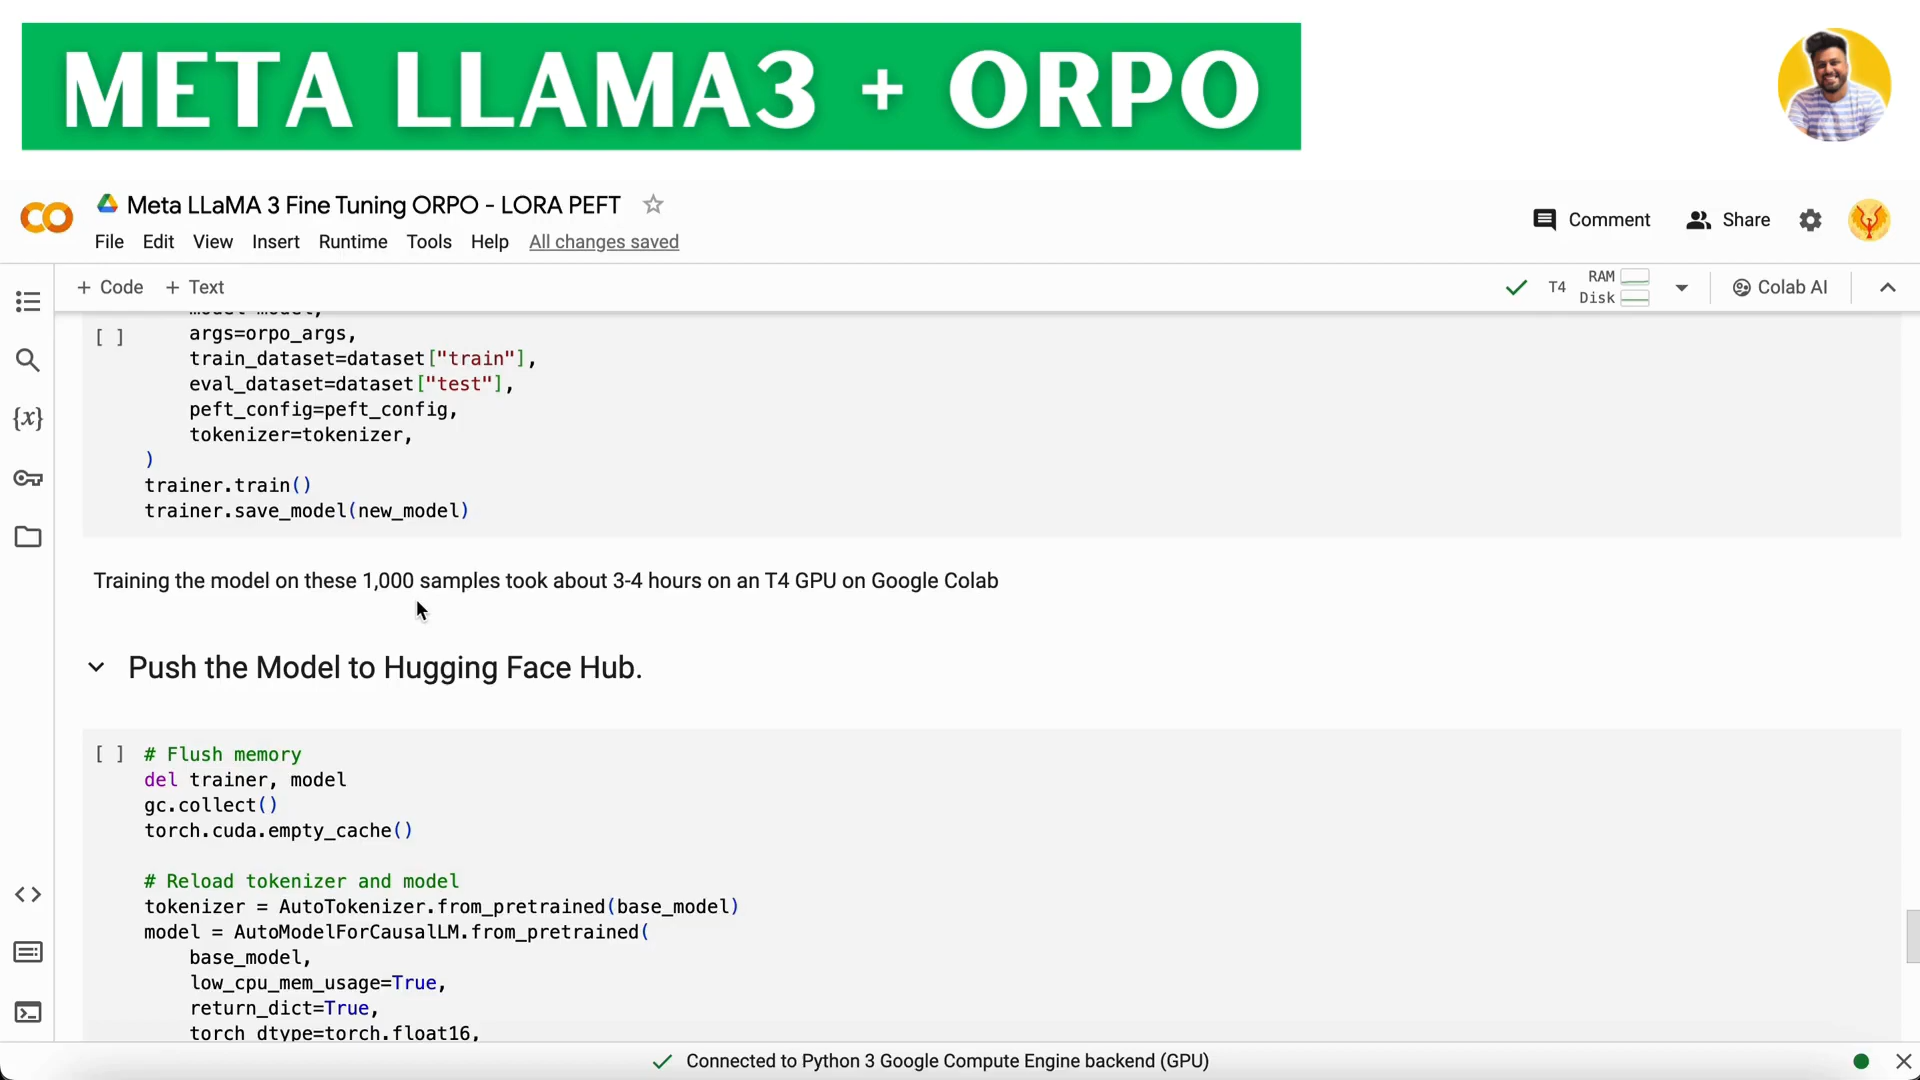 META LLAMA3 + ORPO
Meta LLaMA 3 Fine Tuning ORPO - LORA PEFT
File Edit View Insert Runtime Tools Help All changes saved
Comment Share
+ Code + Text
T4 RAM Disk Colab AI
model=model,
[ ] args=orpo_args,
train_dataset=dataset["train"],
eval_dataset=dataset["test"],
peft_config=peft_config,
tokenizer=tokenizer,
)
trainer.train()
trainer.save_model(new_model)
Training the model on these 1,000 samples took about 3-4 hours on an T4 GPU on Google Colab
Push the Model to Hugging Face Hub.
[ ] # Flush memory
del trainer, model
gc.collect()
torch.cuda.empty_cache()
# Reload tokenizer and model
tokenizer = AutoTokenizer.from_pretrained(base_model)
model = AutoModelForCausalLM.from_pretrained(
base_model,
low_cpu_mem_usage=True,
return_dict=True,
torch_dtype=torch.float16,
Connected to Python 3 Google Compute Engine backend (GPU)